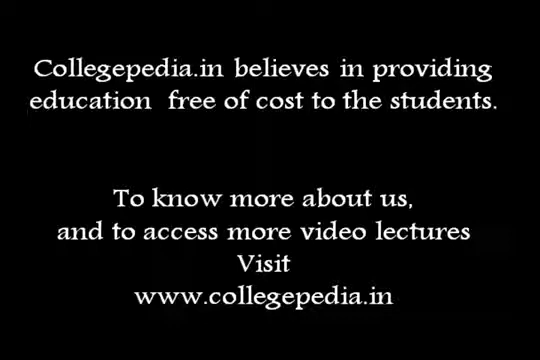 Collegepedia.in believes in providing
education free of cost to the students.
To know more about us,
and to access more video lectures
Visit
www.collegepedia.in